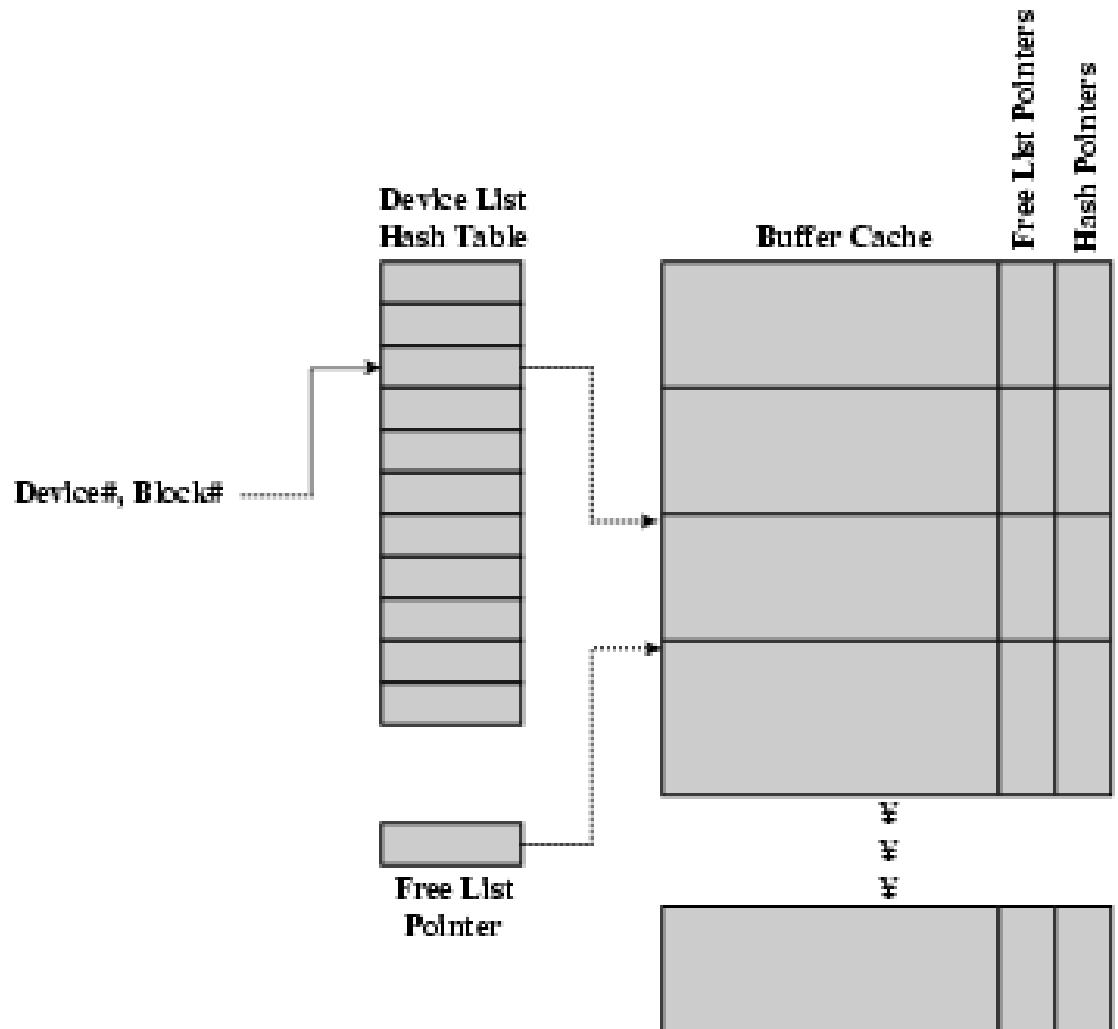 Free List Pointers
Hash Pointers
Device List
Hash Table
Buffer Cache
Device#, Block#
Free List
Pointer